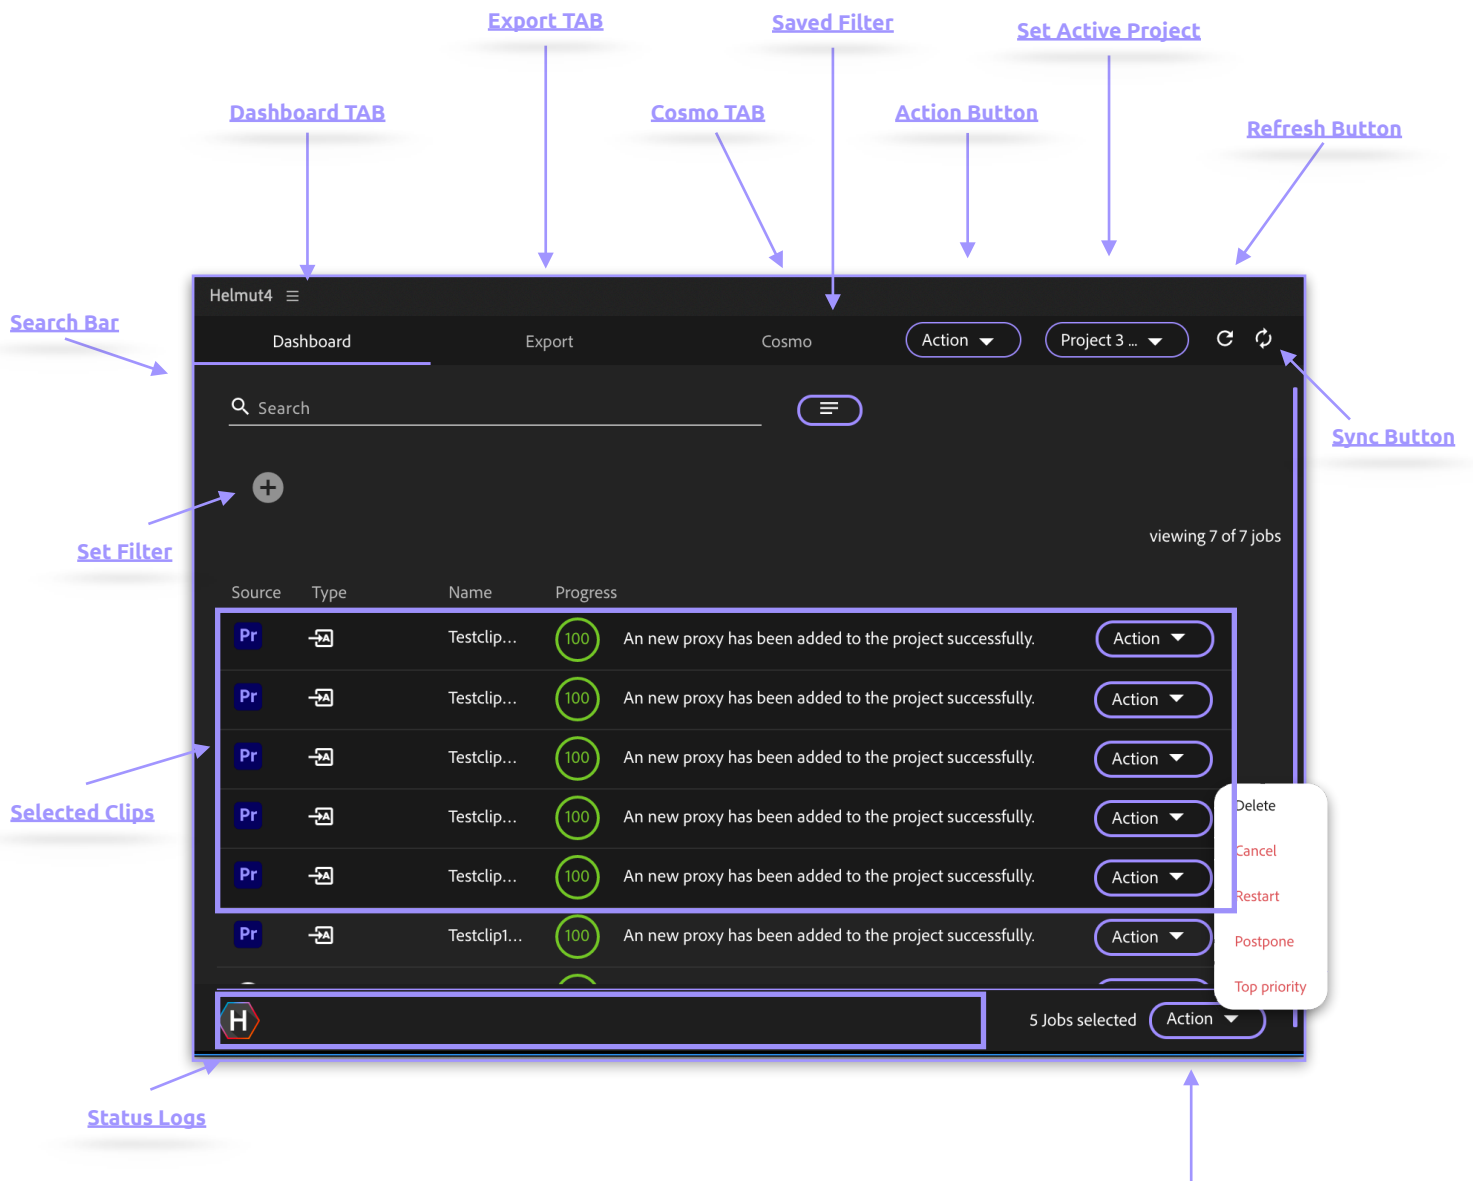 Export TAB
Saved Filter
Set Active Project
Dashboard TAB
Cosmo TAB
Action Button
Refresh Button
Helmut4
Search Bar
Dashboard
Export
Cosmo
Action
Project 3 ...
Search
Sync Button
Set Filter
viewing 7 of 7 jobs
Source Type Name Progress
Pr A Testclip... 100 An new proxy has been added to the project successfully. Action
Pr A Testclip... 100 An new proxy has been added to the project successfully. Action
Pr A Testclip... 100 An new proxy has been added to the project successfully. Action
Selected Clips
Delete
Pr A Testclip... 100 An new proxy has been added to the project successfully. Action
Cancel
Pr A Testclip... 100 An new proxy has been added to the project successfully. Action
Restart
Pr A Testclip1... 100 An new proxy has been added to the project successfully. Action
Postpone
Top priority
H
5 Jobs selected
Action
Status Logs